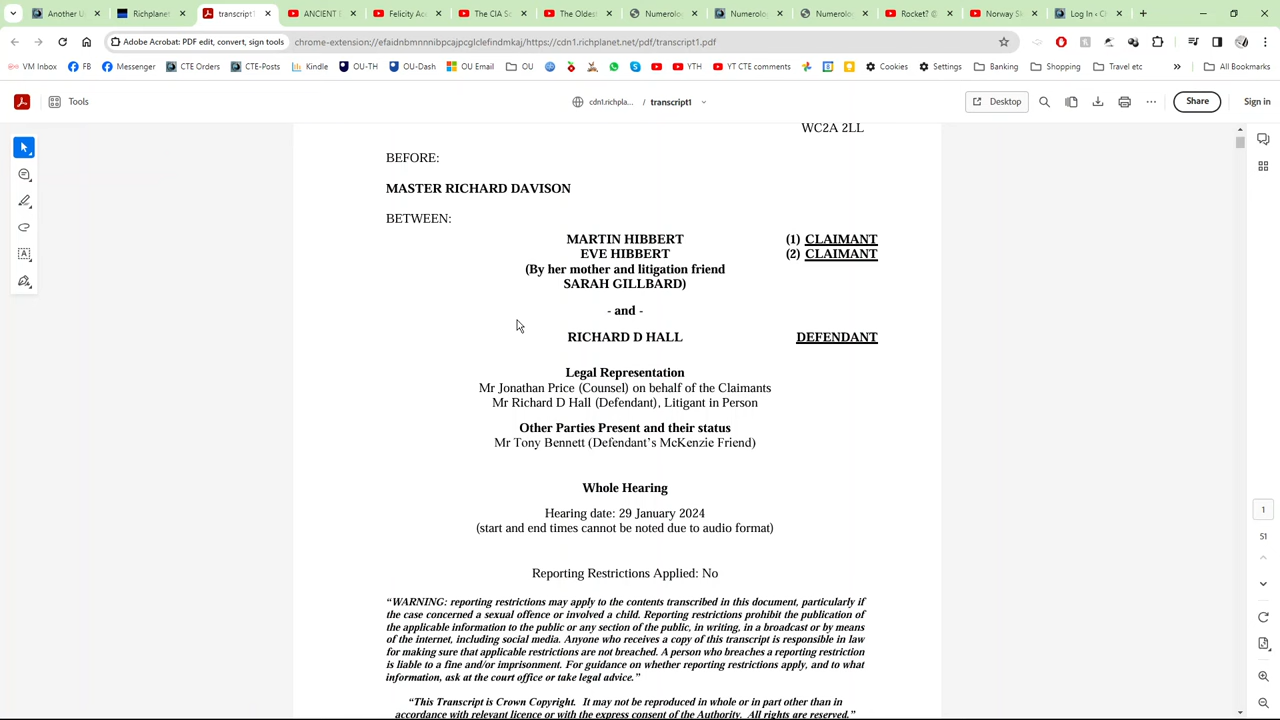 Another U
Richplane
transcript1
ANCIENT E
Felicity Ac
The CIA Sc
The Oldes
Numerolo
Numerolo
Numerolo
Rocket? G
Norway Sk
Log In ‹ C
Adobe Acrobat: PDF edit, convert, sign tools
chrome-extension://efaidnbmnnnibpcajpcglclefindmkaj/https://cdn1.richplanet.net/pdf/transcript1.pdf
VM Inbox
FB
Messenger
CTE Orders
CTE-Posts
Kindle
OU-TH
OU-Dash
OU Email
OU
YTH
YT CTE comments
Cookies
Settings
Banking
Shopping
Travel etc
»
All Bookmarks
Tools
cdn1.richpla... / transcript1
Desktop
Share
Sign in
WC2A 2LL
BEFORE:
MASTER RICHARD DAVISON
BETWEEN:
MARTIN HIBBERT (1) CLAIMANT
EVE HIBBERT (2) CLAIMANT
(By her mother and litigation friend
SARAH GILLBARD)
- and -
RICHARD D HALL DEFENDANT
Legal Representation
Mr Jonathan Price (Counsel) on behalf of the Claimants
Mr Richard D Hall (Defendant), Litigant in Person
Other Parties Present and their status
Mr Tony Bennett (Defendant's McKenzie Friend)
Whole Hearing
Hearing date: 29 January 2024
(start and end times cannot be noted due to audio format)
Reporting Restrictions Applied: No
“WARNING: reporting restrictions may apply to the contents transcribed in this document, particularly if
the case concerned a sexual offence or involved a child. Reporting restrictions prohibit the publication of
the applicable information to the public or any section of the public, in writing, in a broadcast or by means
of the internet, including social media. Anyone who receives a copy of this transcript is responsible in law
for making sure that applicable restrictions are not breached. A person who breaches a reporting restriction
is liable to a fine and/or imprisonment. For guidance on whether reporting restrictions apply, and to what
information, ask at the court office or take legal advice.”
“This Transcript is Crown Copyright. It may not be reproduced in whole or in part other than in
accordance with relevant licence or with the express consent of the Authority. All rights are reserved.”
1
51